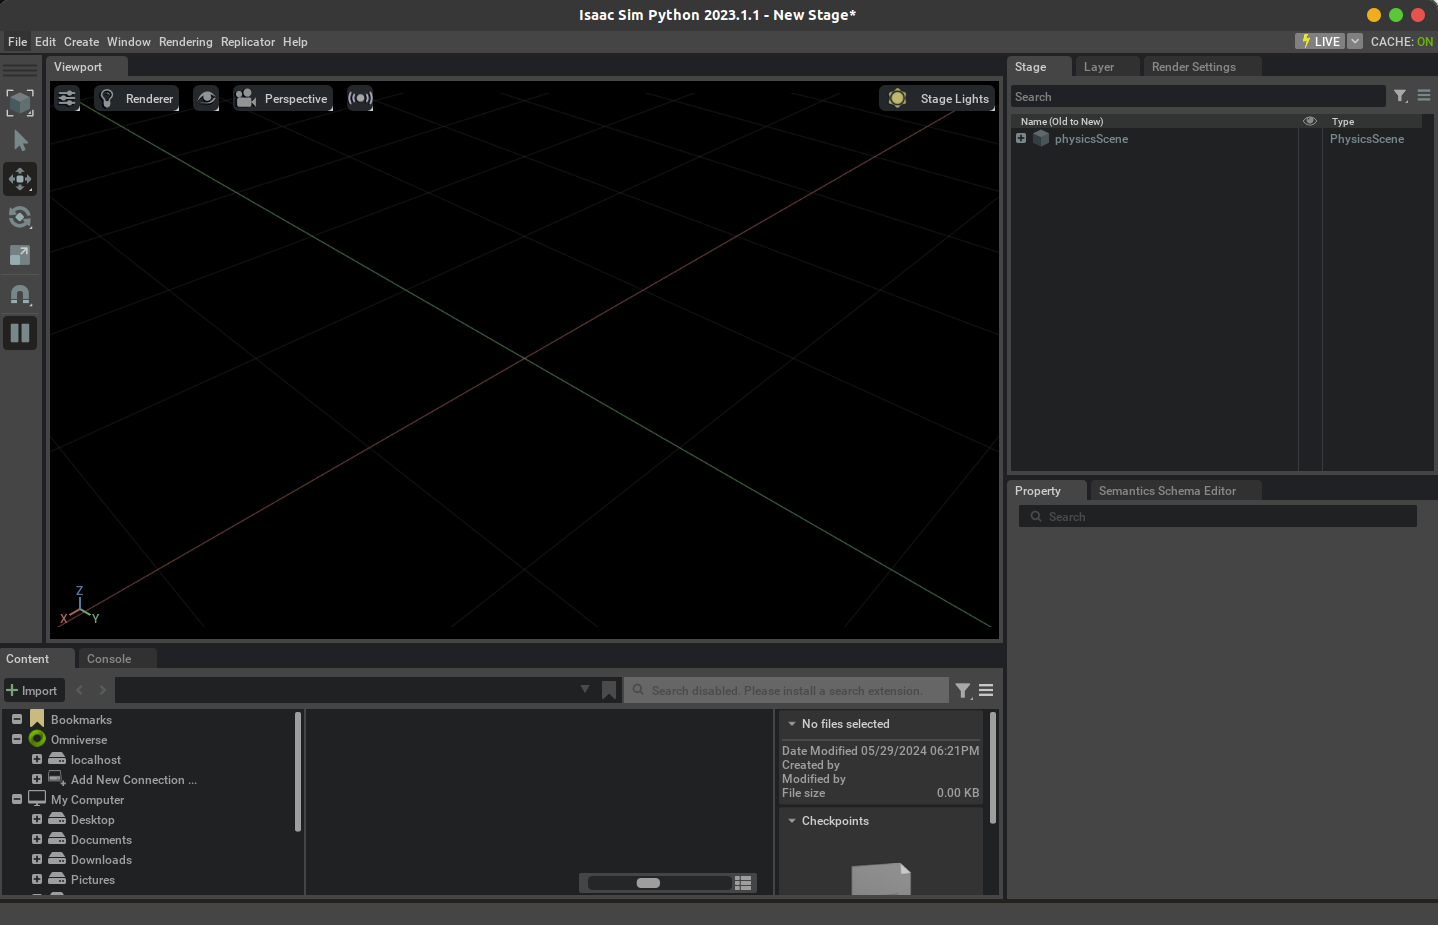 Isaac Sim Python 2023.1.1 - New Stage*
File Edit Create Window Rendering Replicator Help
LIVE CACHE: ON
Viewport
Renderer Perspective Stage Lights
Z
X Y
Stage Layer Render Settings
Search
Name (Old to New) Type
physicsScene PhysicsScene
Property Semantics Schema Editor
Search
Content Console
Import Search disabled. Please install a search extension.
Bookmarks
Omniverse
localhost
Add New Connection ...
My Computer
Desktop
Documents
Downloads
Pictures
No files selected
Date Modified 05/29/2024 06:21PM
Created by
Modified by
File size 0.00 KB
Checkpoints